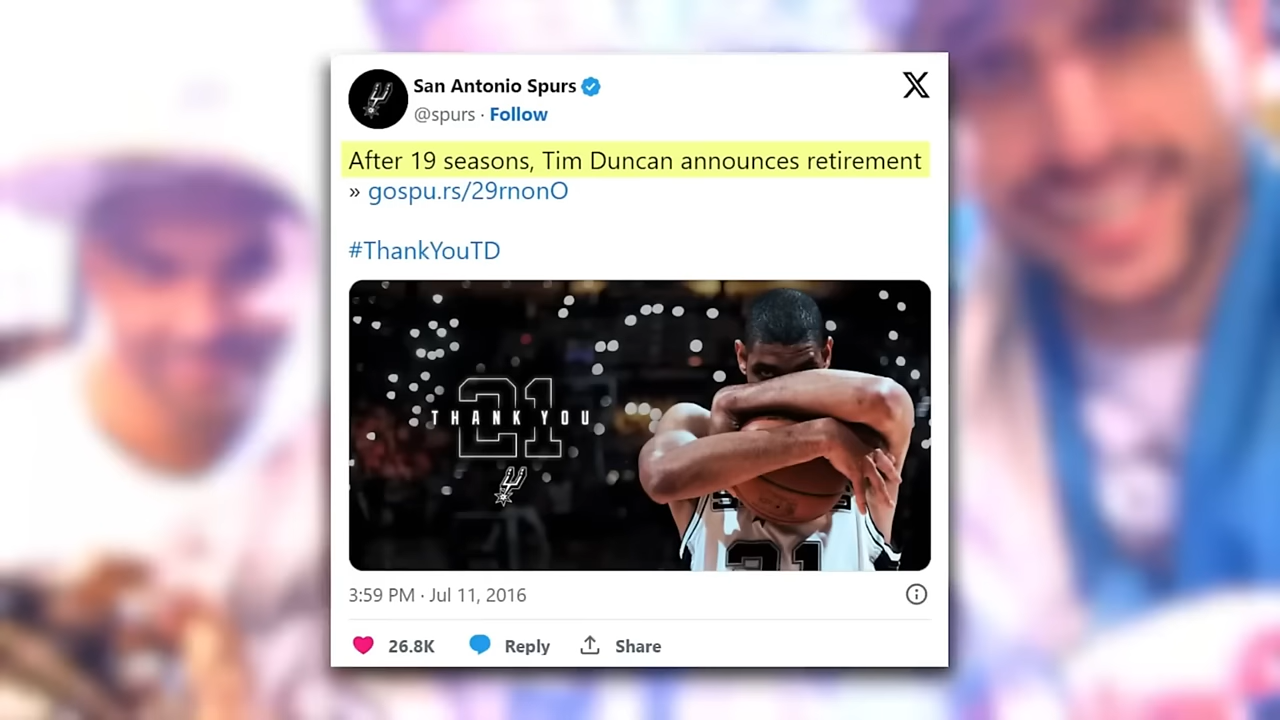 San Antonio Spurs
@spurs · Follow
After 19 seasons, Tim Duncan announces retirement
» gospu.rs/29rnonO
#ThankYouTD
21
THANK YOU
21
3:59 PM · Jul 11, 2016
26.8K Reply Share